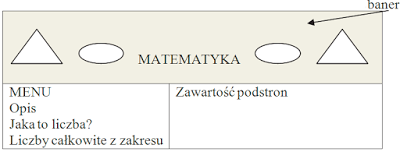 baner
MATEMATYKA
MENU
Opis
Jaka to liczba?
Liczby całkowite z zakresu
Zawartość podstron